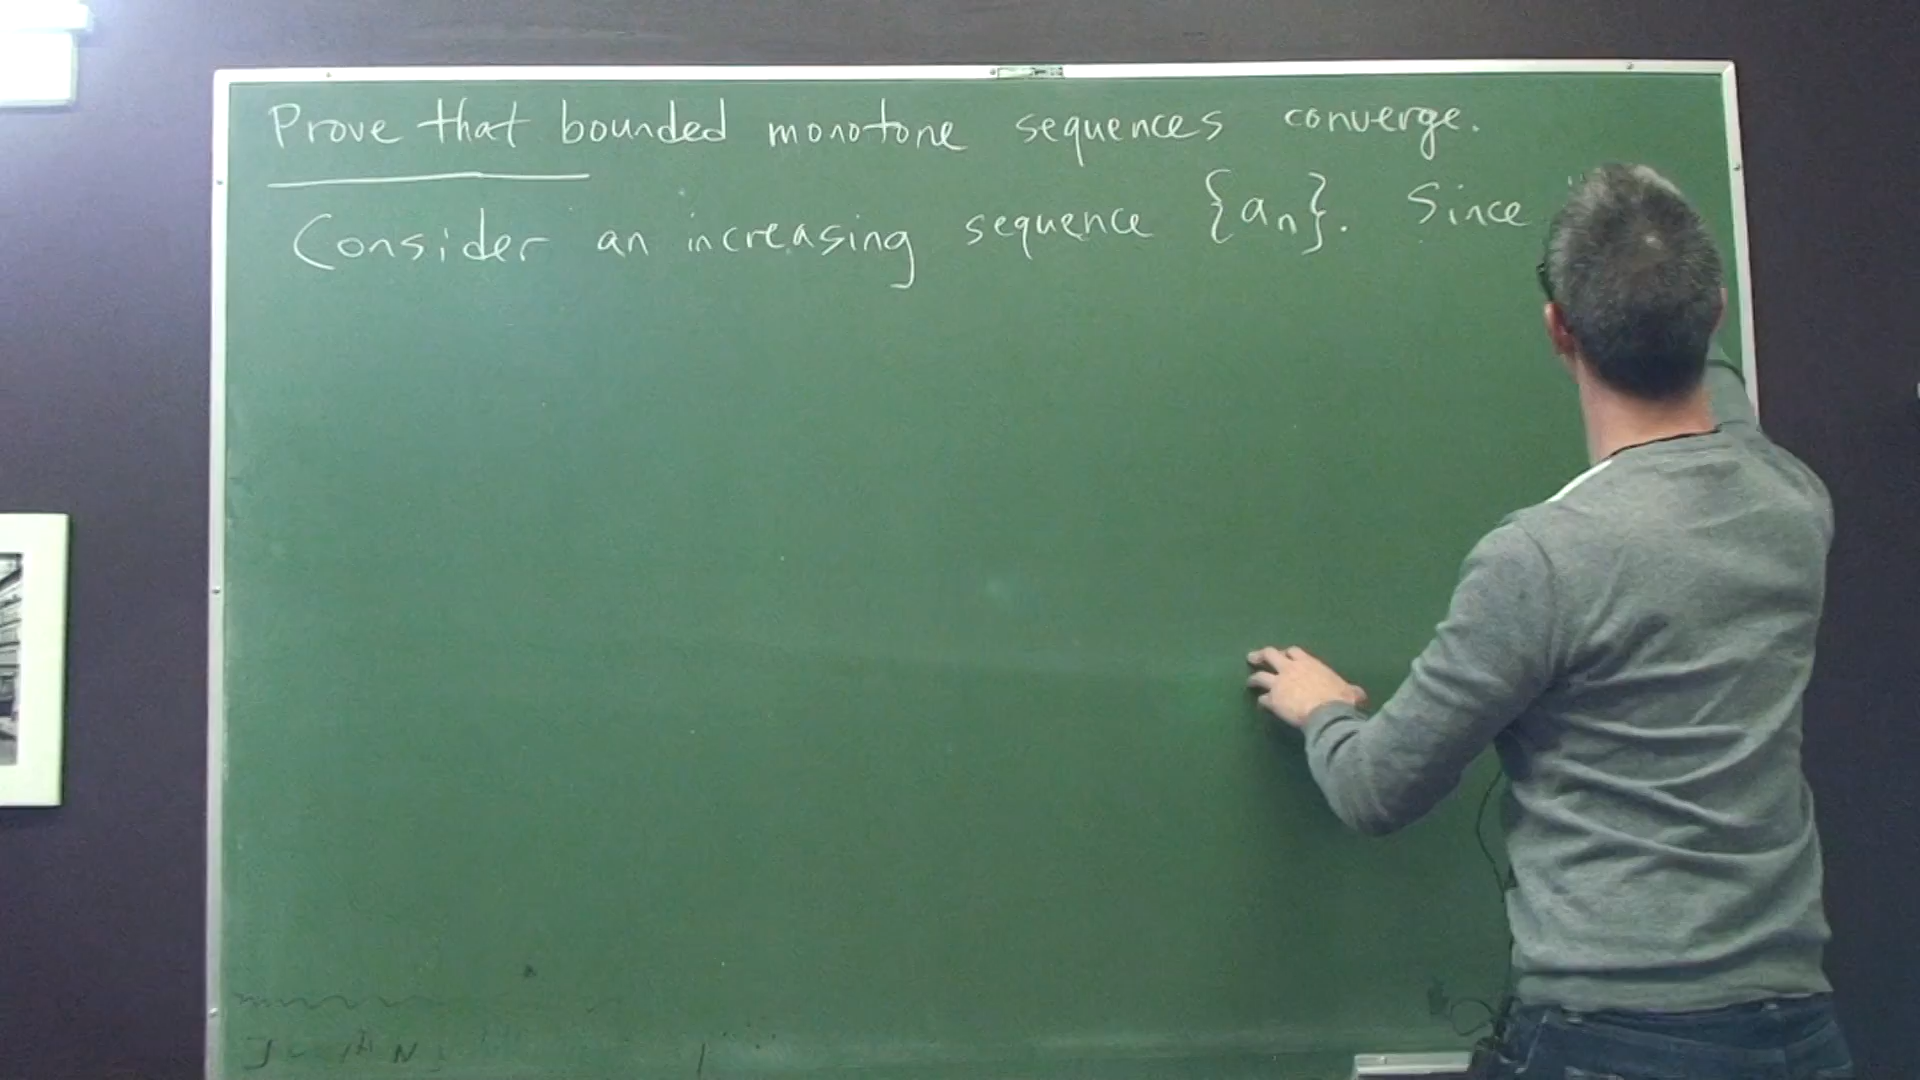 Prove that bounded monotone sequences converge.
Consider an increasing sequence {aₙ}. Since